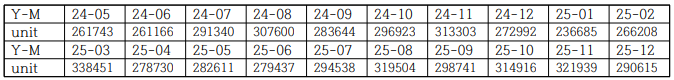 Y-M 24-05 24-06 24-07 24-08 24-09 24-10 24-11 24-12 25-01 25-02
unit 261743 261166 291340 307600 283644 296923 313303 272992 236685 266208
Y-M 25-03 25-04 25-05 25-06 25-07 25-08 25-09 25-10 25-11 25-12
unit 338451 278730 282611 279437 294538 319504 298741 314916 321939 290615